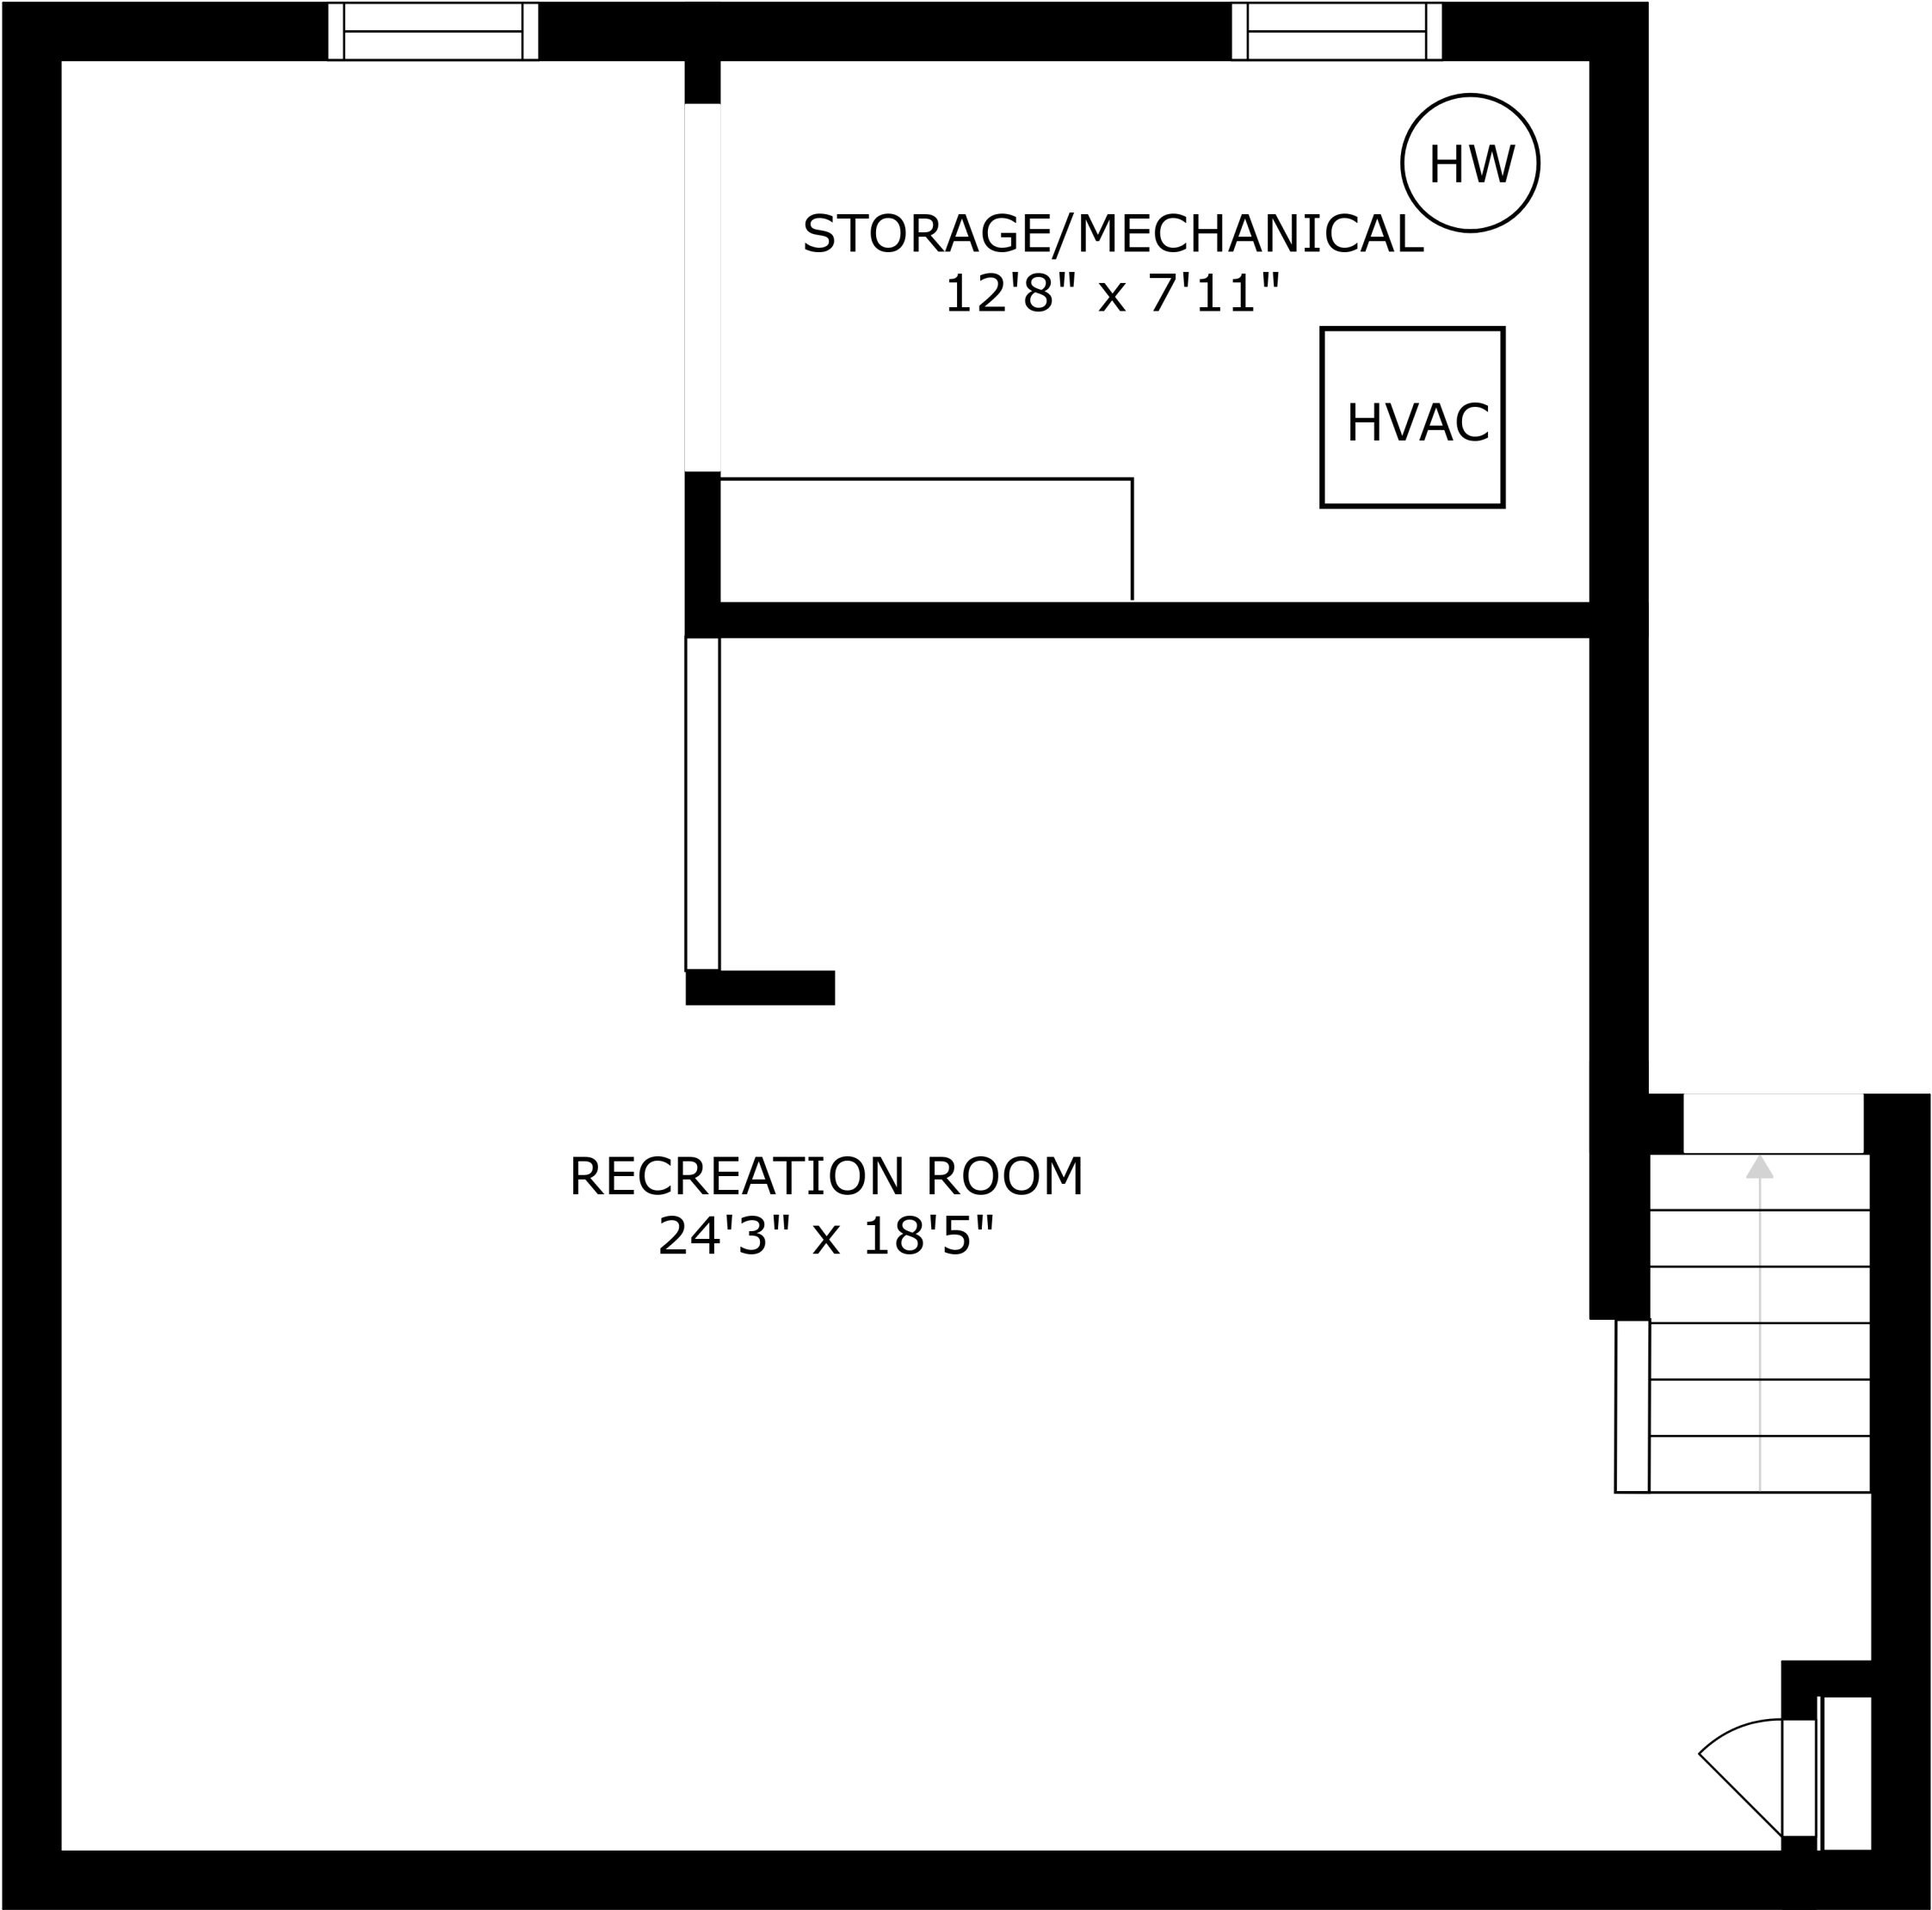 HW
STORAGE/MECHANICAL
12'8" x 7'11"
HVAC
RECREATION ROOM
24'3" x 18'5"